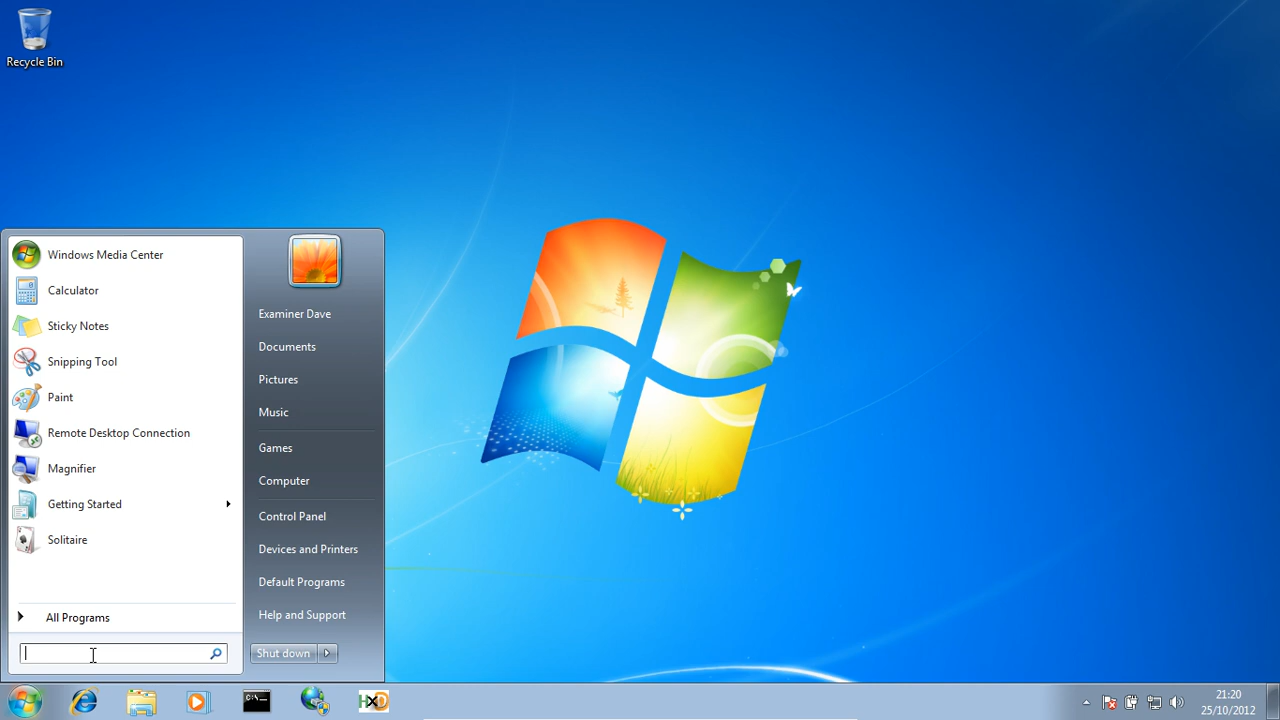 Recycle Bin
Windows Media Center
Calculator
Sticky Notes
Snipping Tool
Paint
Remote Desktop Connection
Magnifier
Getting Started
Solitaire
All Programs
Examiner Dave
Documents
Pictures
Music
Games
Computer
Control Panel
Devices and Printers
Default Programs
Help and Support
Shut down
C:\_
HXD
21:20
25/10/2012